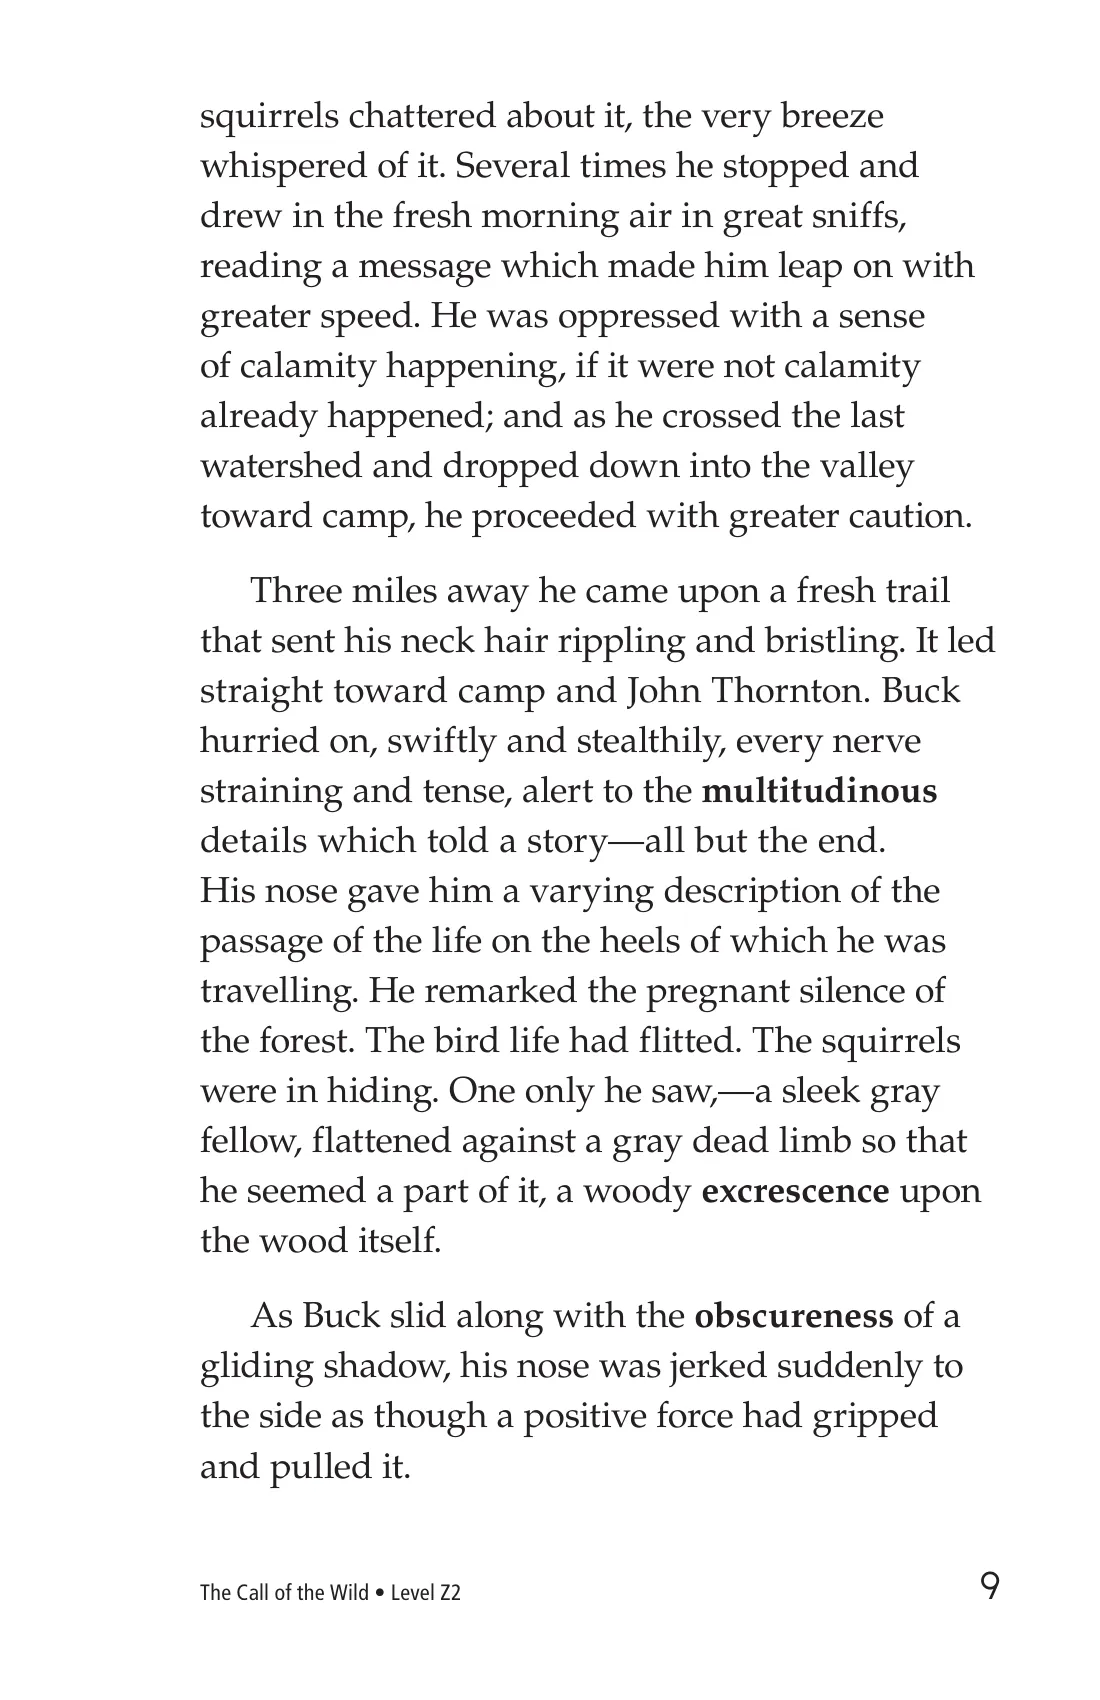 squirrels chattered about it, the very breeze
whispered of it. Several times he stopped and
drew in the fresh morning air in great sniffs,
reading a message which made him leap on with
greater speed. He was oppressed with a sense
of calamity happening, if it were not calamity
already happened; and as he crossed the last
watershed and dropped down into the valley
toward camp, he proceeded with greater caution.
Three miles away he came upon a fresh trail
that sent his neck hair rippling and bristling. It led
straight toward camp and John Thornton. Buck
hurried on, swiftly and stealthily, every nerve
straining and tense, alert to the multitudinous
details which told a story—all but the end.
His nose gave him a varying description of the
passage of the life on the heels of which he was
travelling. He remarked the pregnant silence of
the forest. The bird life had flitted. The squirrels
were in hiding. One only he saw,—a sleek gray
fellow, flattened against a gray dead limb so that
he seemed a part of it, a woody excrescence upon
the wood itself.
As Buck slid along with the obscureness of a
gliding shadow, his nose was jerked suddenly to
the side as though a positive force had gripped
and pulled it.
The Call of the Wild • Level Z2
9